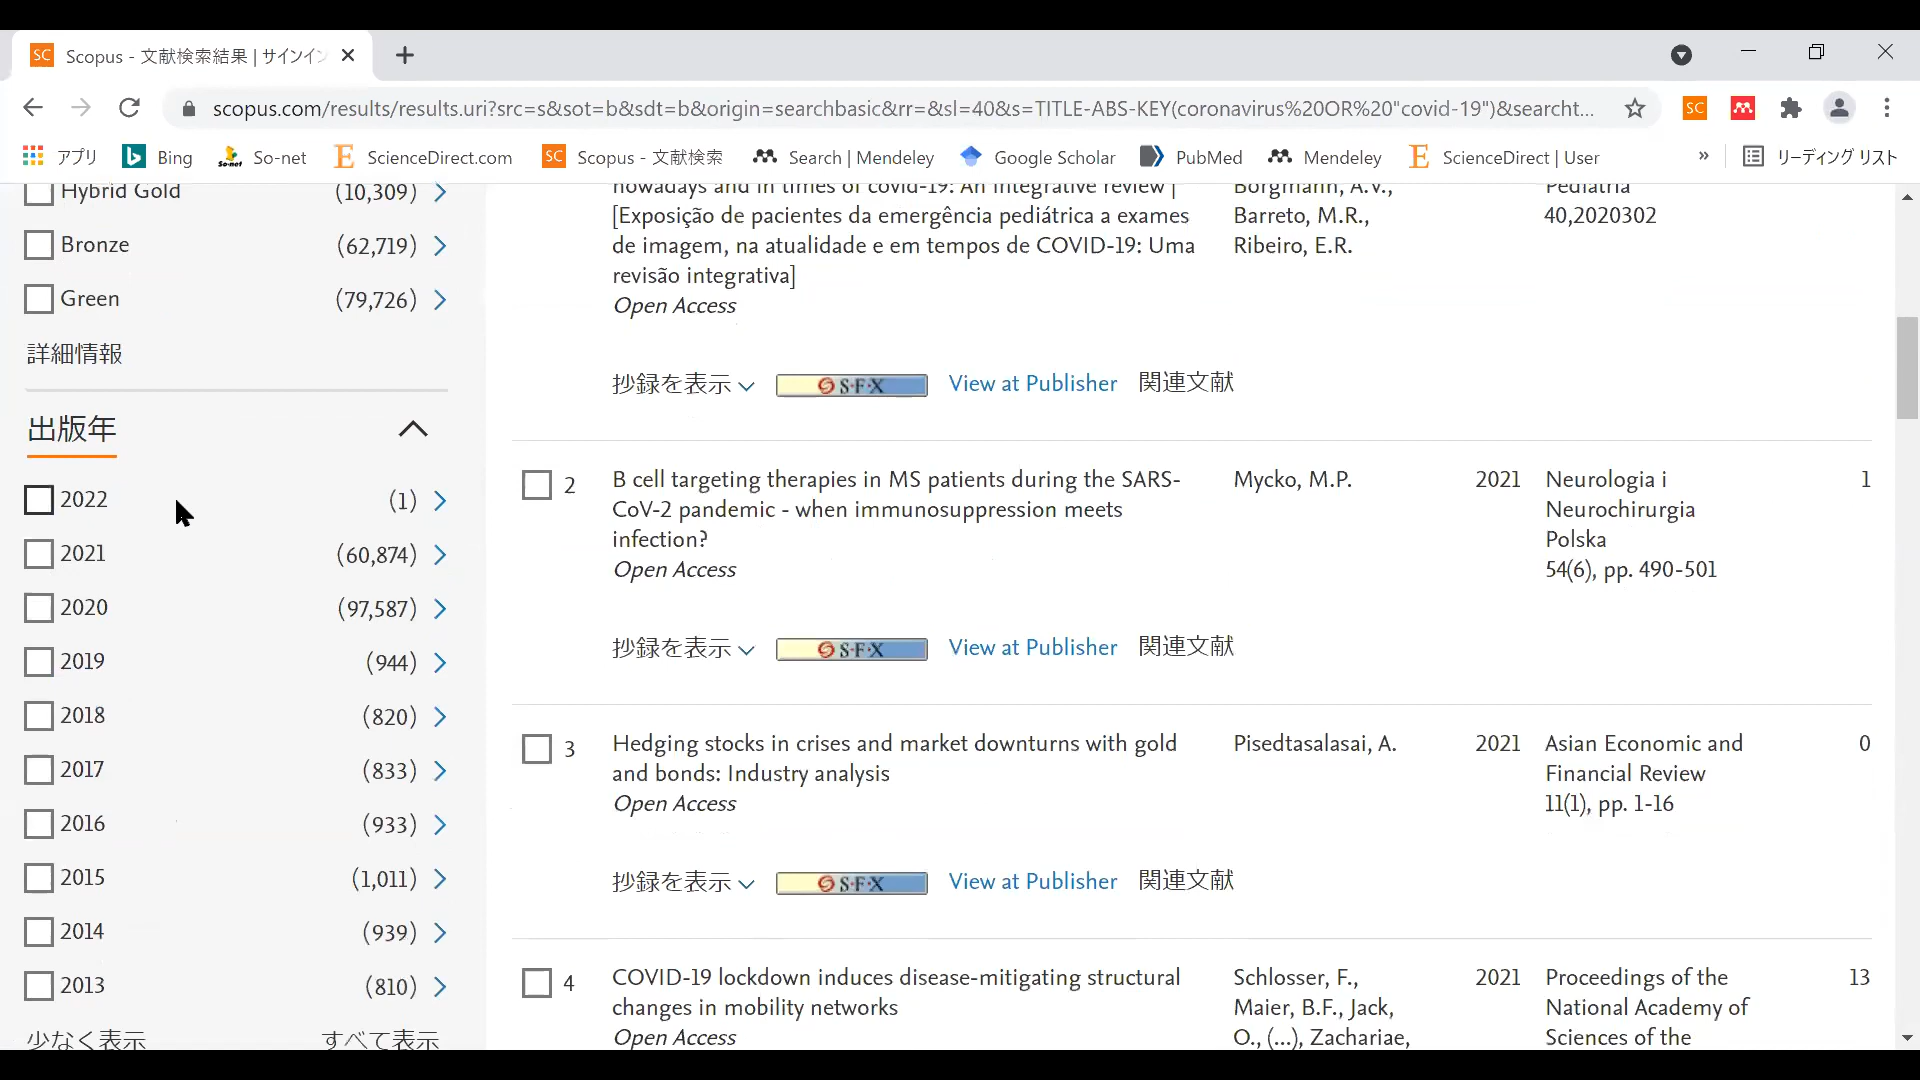 SC Scopus - 文献検索結果 | サインイン
scopus.com/results/results.uri?src=s&sot=b&sdt=b&origin=searchbasic&rr=&sl=40&s=TITLE-ABS-KEY(coronavirus%20OR%20"covid-19")&searcht...
SC
アプリ
Bing
So-net
ScienceDirect.com
SC Scopus - 文献検索
Search | Mendeley
Google Scholar
PubMed
Mendeley
ScienceDirect | User
»
リーディング リスト
Hybrid Gold (10,309)
Bronze (62,719)
Green (79,726)
詳細情報
出版年
2022 (1)
2021 (60,874)
2020 (97,587)
2019 (944)
2018 (820)
2017 (833)
2016 (933)
2015 (1,011)
2014 (939)
2013 (810)
少なく表示 すべて表示
nowadays and in times of covid-19: An integrative review |
[Exposição de pacientes da emergência pediátrica a exames
de imagem, na atualidade e em tempos de COVID-19: Uma
revisão integrativa]
Open Access
Borgmann, A.V.,
Barreto, M.R.,
Ribeiro, E.R.
Pediatria
40,2020302
抄録を表示 S·F·X View at Publisher 関連文献
2
B cell targeting therapies in MS patients during the SARS-
CoV-2 pandemic - when immunosuppression meets
infection?
Open Access
Mycko, M.P.
2021
Neurologia i
Neurochirurgia
Polska
54(6), pp. 490-501
1
抄録を表示 S·F·X View at Publisher 関連文献
3
Hedging stocks in crises and market downturns with gold
and bonds: Industry analysis
Open Access
Pisedtasalasai, A.
2021
Asian Economic and
Financial Review
11(1), pp. 1-16
0
抄録を表示 S·F·X View at Publisher 関連文献
4
COVID-19 lockdown induces disease-mitigating structural
changes in mobility networks
Open Access
Schlosser, F.,
Maier, B.F., Jack,
O., (...), Zachariae,
2021
Proceedings of the
National Academy of
Sciences of the
13